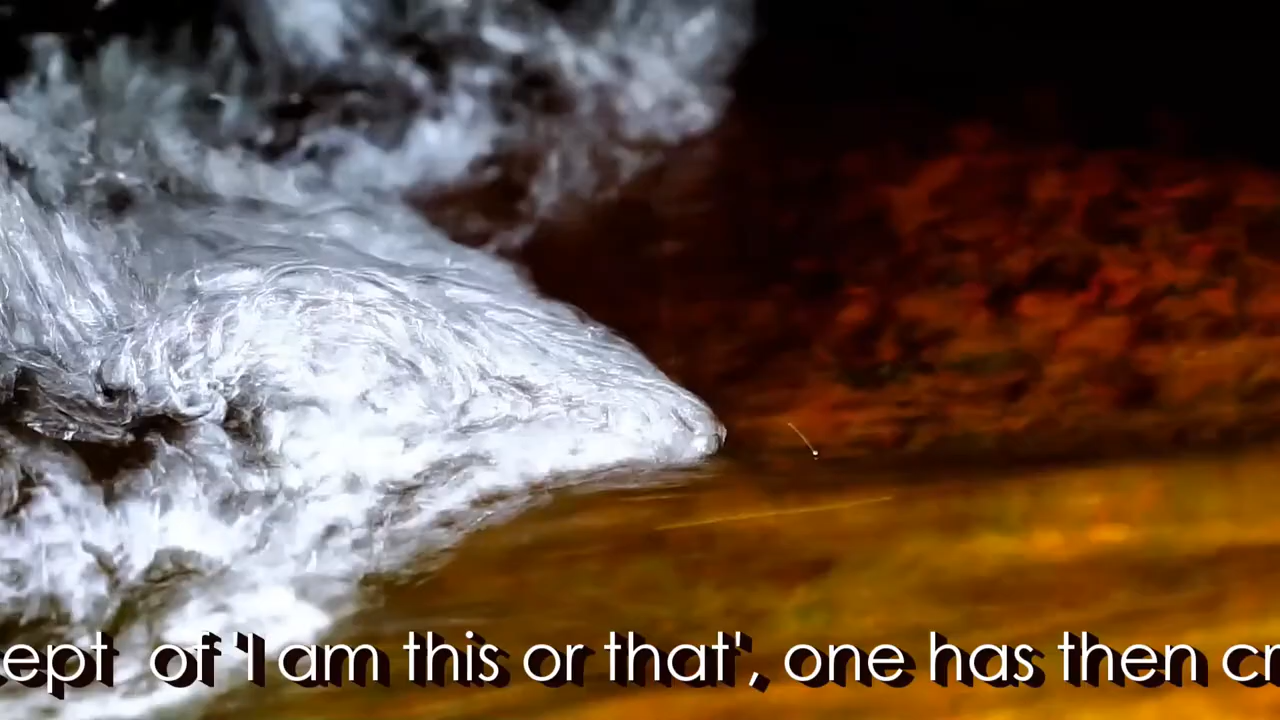 ept of 'I am this or that', one has then cr